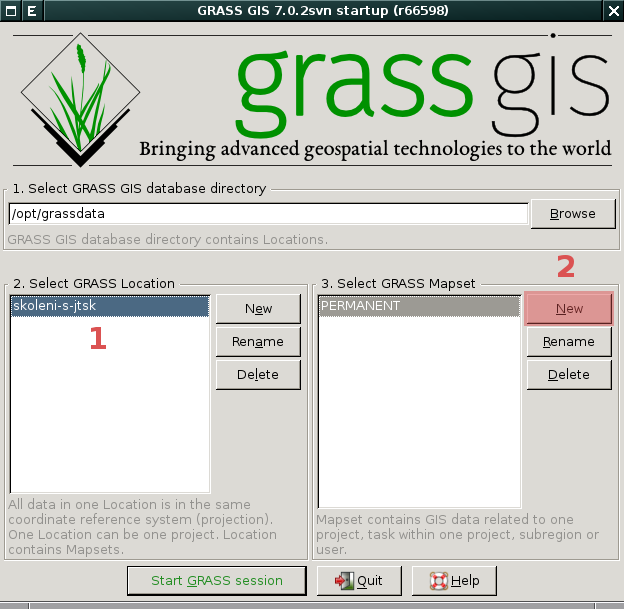 E GRASS GIS 7.0.2svn startup (r66598)
grass gis
Bringing advanced geospatial technologies to the world
1. Select GRASS GIS database directory
/opt/grassdata
Browse
GRASS GIS database directory contains Locations.
2
2. Select GRASS Location
skoleni-s-jtsk
1
New
Rename
Delete
All data in one Location is in the same
coordinate reference system (projection).
One Location can be one project. Location
contains Mapsets.
3. Select GRASS Mapset
PERMANENT
New
Rename
Delete
Mapset contains GIS data related to one
project, task within one project, subregion or
user.
Start GRASS session
Quit
Help